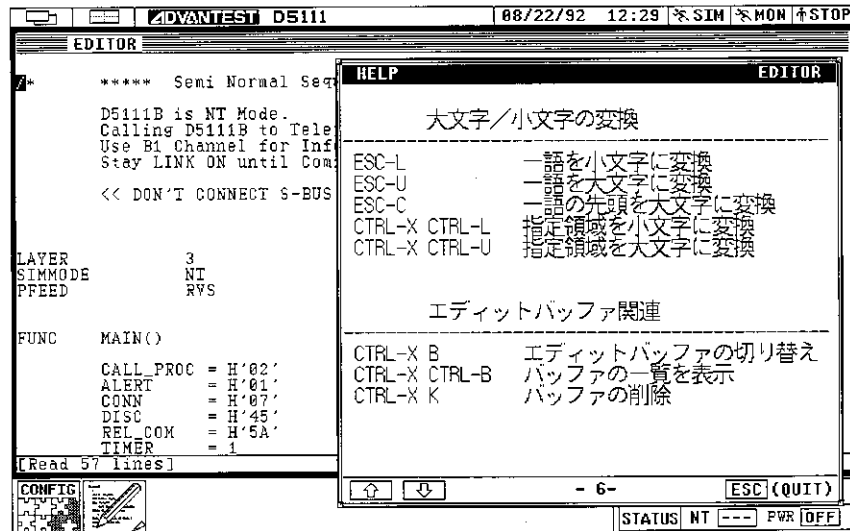 ADVANTEST D5111 08/22/92 12:29 SIM MON STOP
EDITOR
/* ***** Semi Normal Seq
D5111B is NT Mode.
Calling D5111B to Tele
Use B1 Channel for Inf
Stay LINK ON until Com
<< DON'T CONNECT S-BUS
LAYER 3
SIMMODE NT
PFEED RYS
FUNC MAIN()
CALL_PROC = H'02'
ALERT = H'01'
CONN = H'07'
DISC = H'45'
REL_COM = H'5A'
TIMER = 1
[Read 57 lines]
HELP EDITOR
大文字/小文字の変換
ESC-L 一語を小文字に変換
ESC-U 一語を大文字に変換
ESC-C 一語の先頭を大文字に変換
CTRL-X CTRL-L 指定領域を小文字に変換
CTRL-X CTRL-U 指定領域を大文字に変換
エディットバッファ関連
CTRL-X B エディットバッファの切り替え
CTRL-X CTRL-B バッファの一覧を表示
CTRL-X K バッファの削除
- 6- ESC (QUIT)
CONFIG
STATUS NT --- PWR OFF